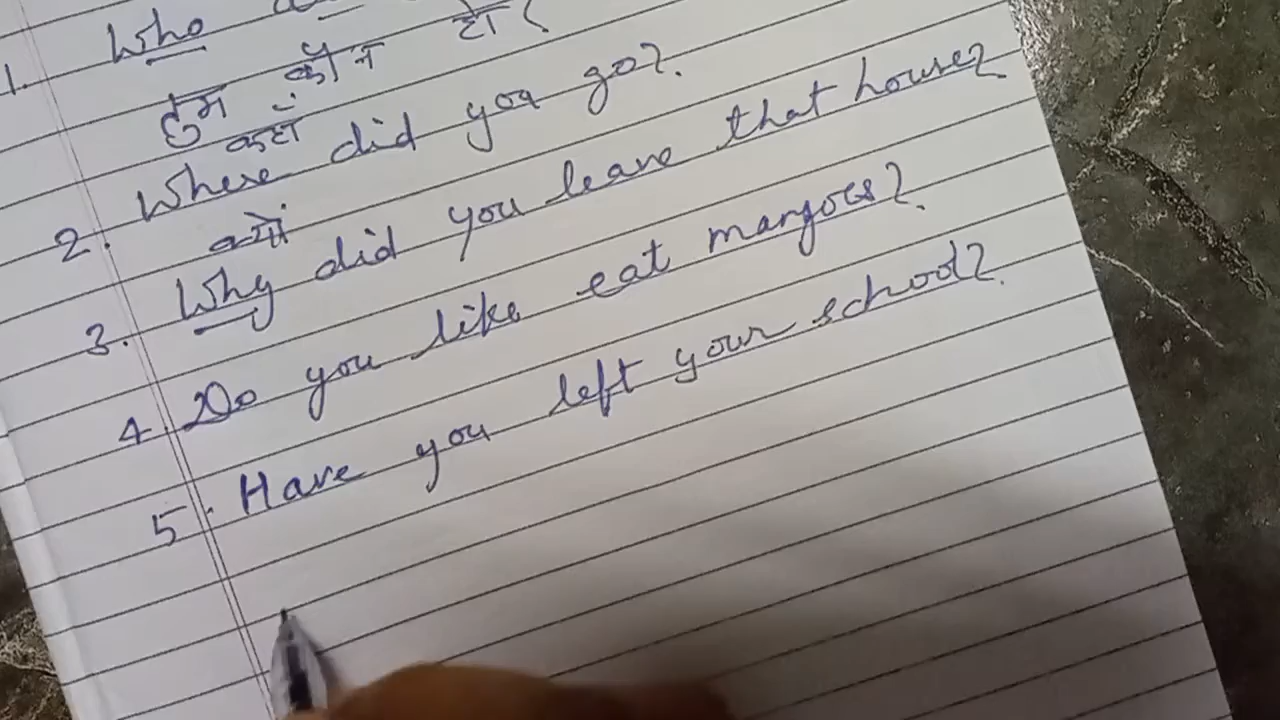 1. Who
तुम कौन हो?
कहाँ
2. Where did you go?
क्यों
3. Why did you leave that house?
4. Do you like eat mangoes?
5. Have you left your school?